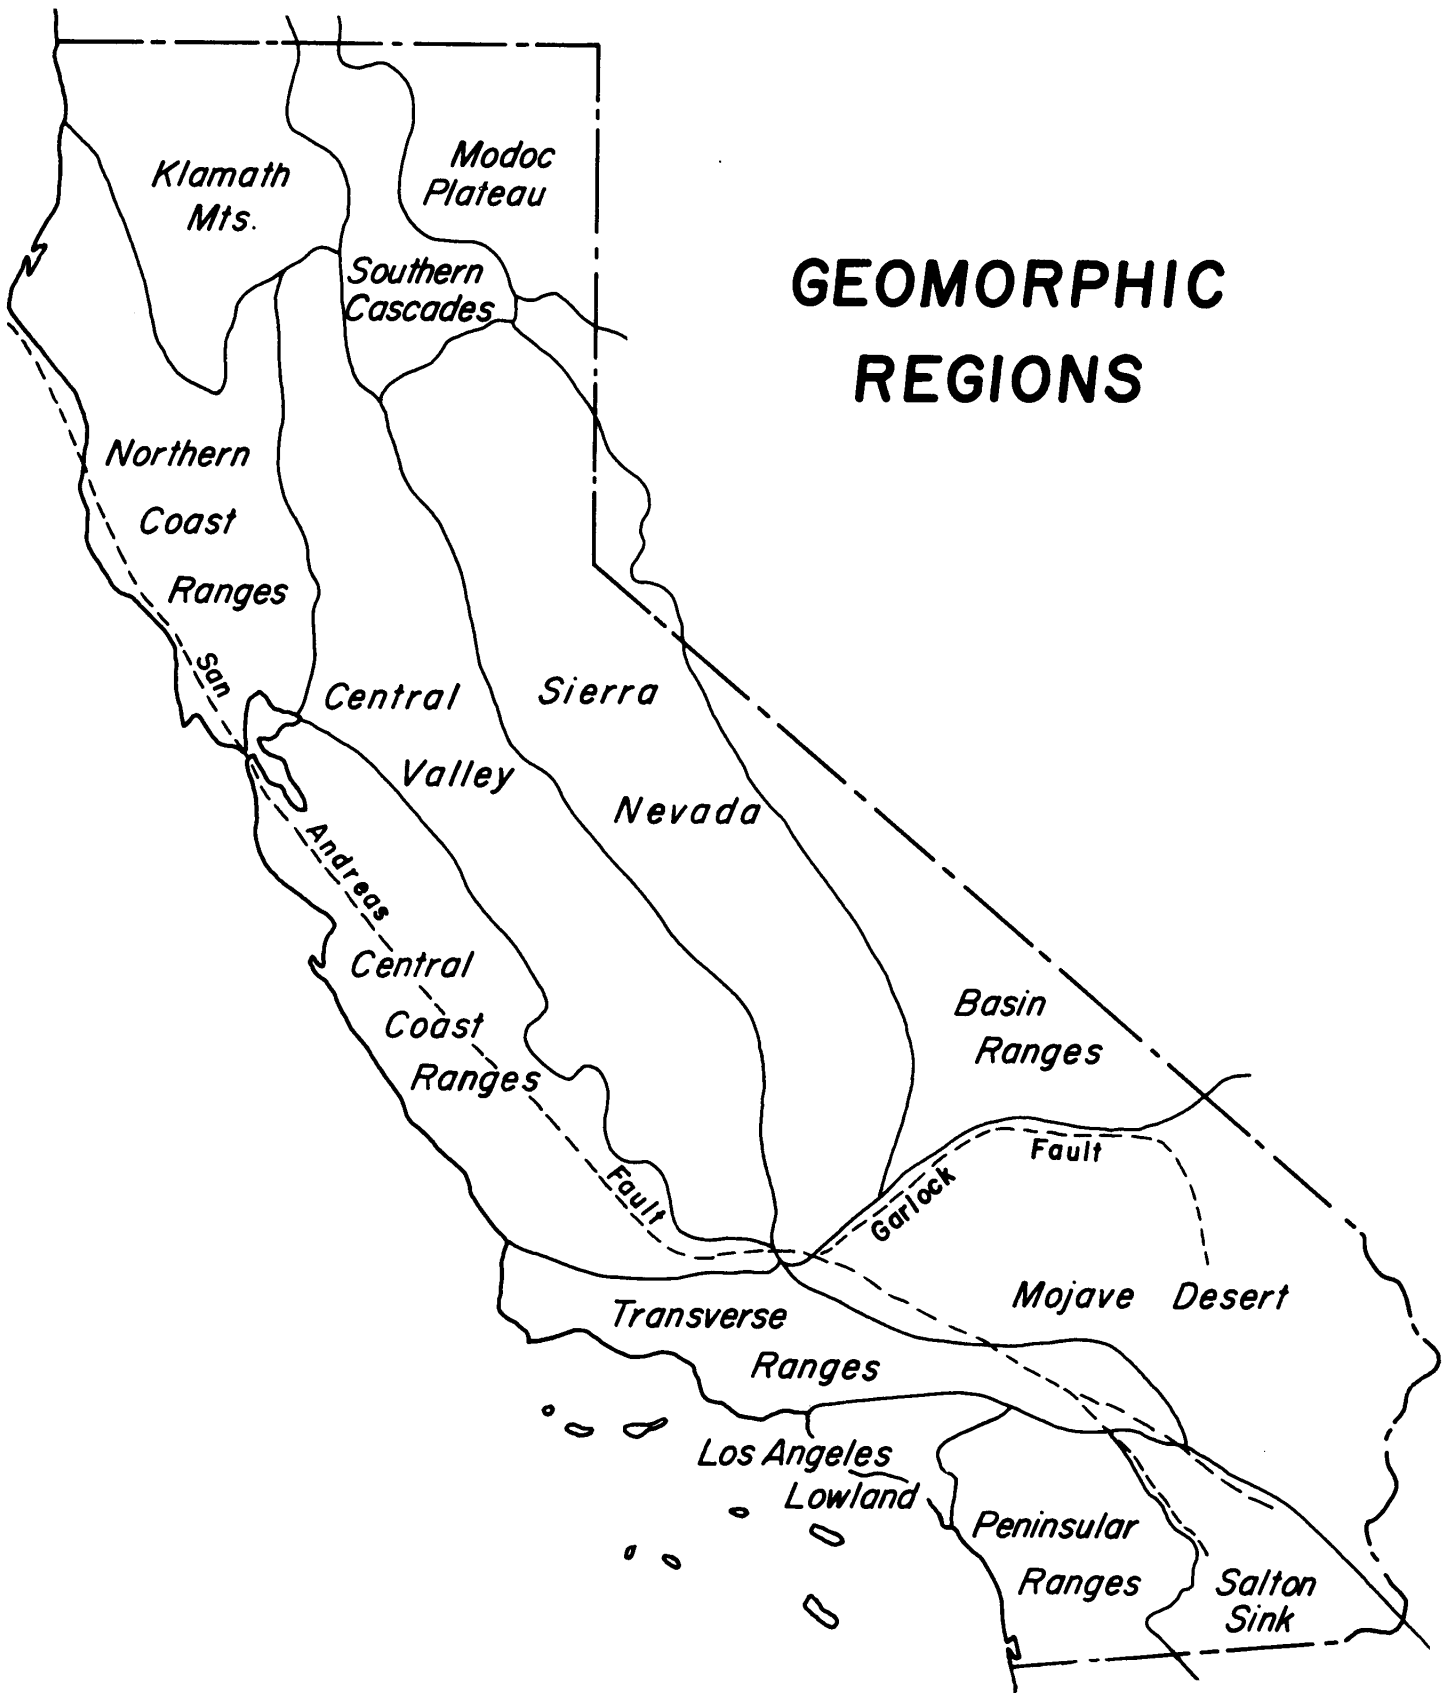 GEOMORPHIC
REGIONS
Klamath
Mts.
Modoc
Plateau
Southern
Cascades
Northern
Coast
Ranges
Central
Valley
Sierra
Nevada
San Andreas Fault
Central
Coast
Ranges
Basin
Ranges
Garlock Fault
Mojave Desert
Transverse
Ranges
Los Angeles
Lowland
Peninsular
Ranges
Salton
Sink